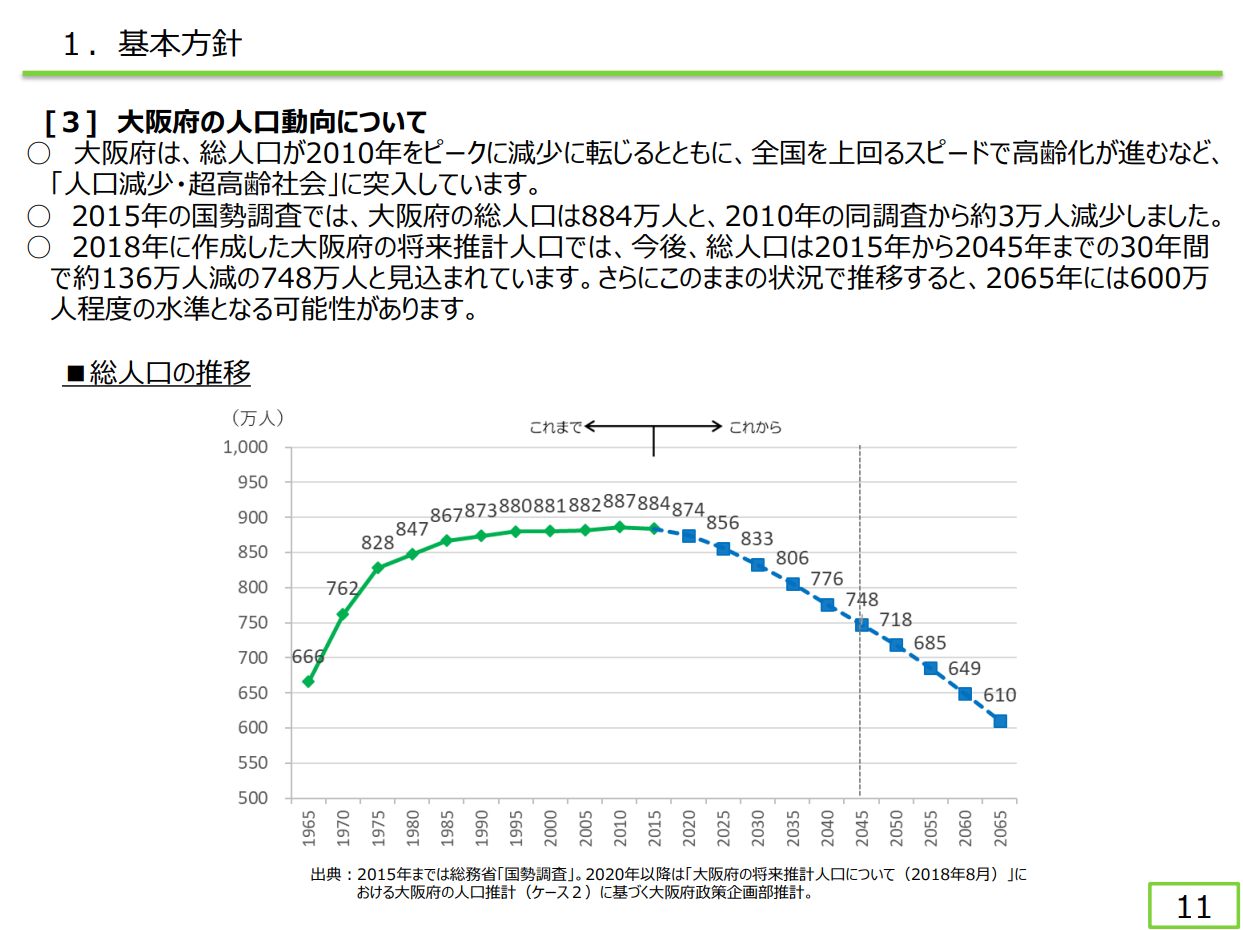 １．基本方針
［３］大阪府の人口動向について
○　大阪府は、総人口が2010年をピークに減少に転じるとともに、全国を上回るスピードで高齢化が進むなど、
「人口減少・超高齢社会」に突入しています。
○　2015年の国勢調査では、大阪府の総人口は884万人と、2010年の同調査から約3万人減少しました。
○　2018年に作成した大阪府の将来推計人口では、今後、総人口は2015年から2045年までの30年間
で約136万人減の748万人と見込まれています。さらにこのままの状況で推移すると、2065年には600万
人程度の水準となる可能性があります。
■総人口の推移
（万人）
これまで これから
1,000
950
900
850
800
750
700
650
600
550
500
666 762 828 847 867 873 880 881 882 887 884 874 856 833 806 776 748 718 685 649 610
1965 1970 1975 1980 1985 1990 1995 2000 2005 2010 2015 2020 2025 2030 2035 2040 2045 2050 2055 2060 2065
出典：2015年までは総務省「国勢調査」。2020年以降は「大阪府の将来推計人口について（2018年8月）」に
おける大阪府の人口推計（ケース２）に基づく大阪府政策企画部推計。
11